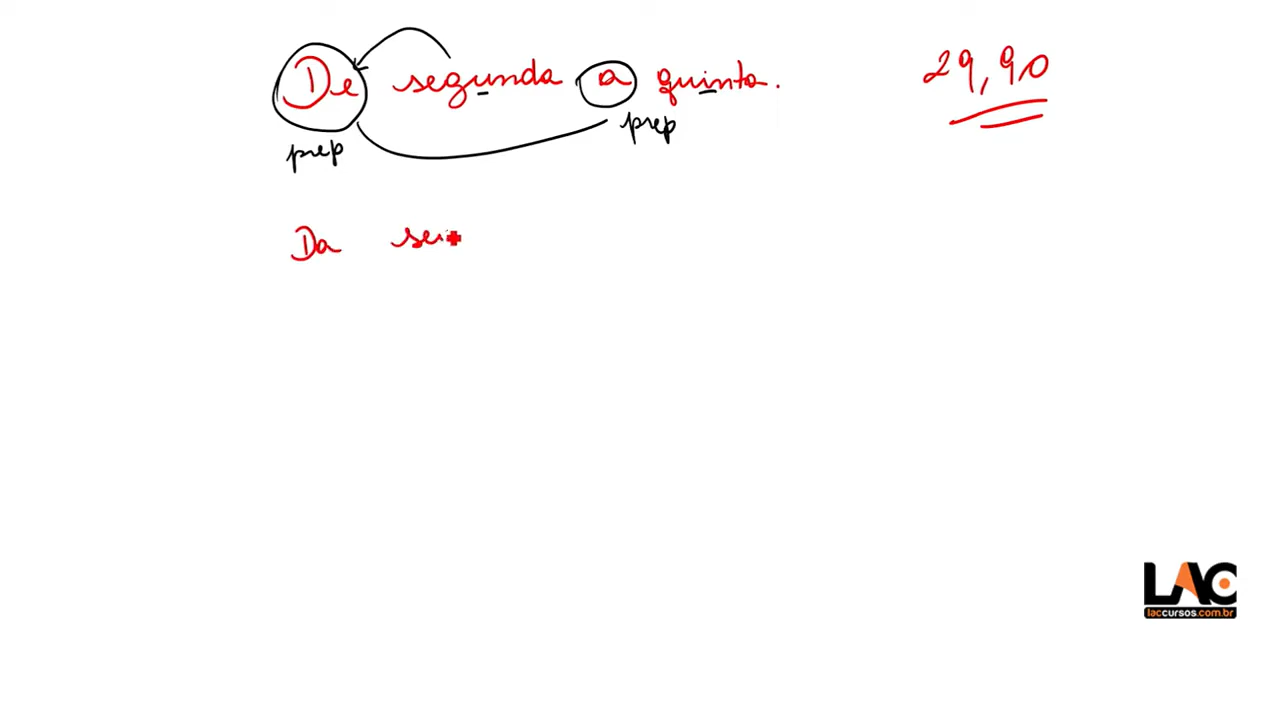 De segunda a quinta. 29,90
prep prep
Da
LAC
laccursos.com.br